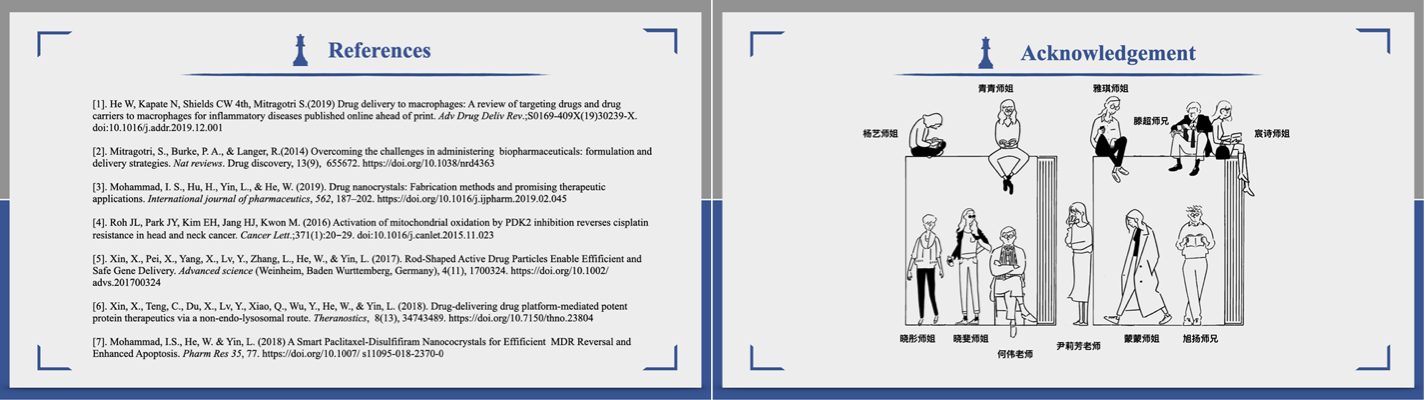 References
[1]. He W, Kapate N, Shields CW 4th, Mitragotri S.(2019) Drug delivery to macrophages: A review of targeting drugs and drug
carriers to macrophages for inflammatory diseases published online ahead of print. Adv Drug Deliv Rev.;S0169-409X(19)30239-X.
doi:10.1016/j.addr.2019.12.001
[2]. Mitragotri, S., Burke, P. A., & Langer, R.(2014) Overcoming the challenges in administering biopharmaceuticals: formulation and
delivery strategies. Nat reviews. Drug discovery, 13(9), 655672. https://doi.org/10.1038/nrd4363
[3]. Mohammad, I. S., Hu, H., Yin, L., & He, W. (2019). Drug nanocrystals: Fabrication methods and promising therapeutic
applications. International journal of pharmaceutics, 562, 187–202. https://doi.org/10.1016/j.ijpharm.2019.02.045
[4]. Roh JL, Park JY, Kim EH, Jang HJ, Kwon M. (2016) Activation of mitochondrial oxidation by PDK2 inhibition reverses cisplatin
resistance in head and neck cancer. Cancer Lett.;371(1):20–29. doi:10.1016/j.canlet.2015.11.023
[5]. Xin, X., Pei, X., Yang, X., Lv, Y., Zhang, L., He, W., & Yin, L. (2017). Rod-Shaped Active Drug Particles Enable Effificient and
Safe Gene Delivery. Advanced science (Weinheim, Baden Wurttemberg, Germany), 4(11), 1700324. https://doi.org/10.1002/
advs.201700324
[6]. Xin, X., Teng, C., Du, X., Lv, Y., Xiao, Q., Wu, Y., He, W., & Yin, L. (2018). Drug-delivering drug platform-mediated potent
protein therapeutics via a non-endo-lysosomal route. Theranostics, 8(13), 34743489. https://doi.org/10.7150/thno.23804
[7]. Mohammad, I.S., He, W. & Yin, L. (2018) A Smart Paclitaxel-Disulfifiram Nanococrystals for Effificient MDR Reversal and
Enhanced Apoptosis. Pharm Res 35, 77. https://doi.org/10.1007/ s11095-018-2370-0
Acknowledgement
青青师姐
雅琪师姐
滕超师兄
杨艺师姐
宸诗师姐
晓彤师姐
晓斐师姐
何伟老师
尹莉芳老师
蒙蒙师姐
旭扬师兄